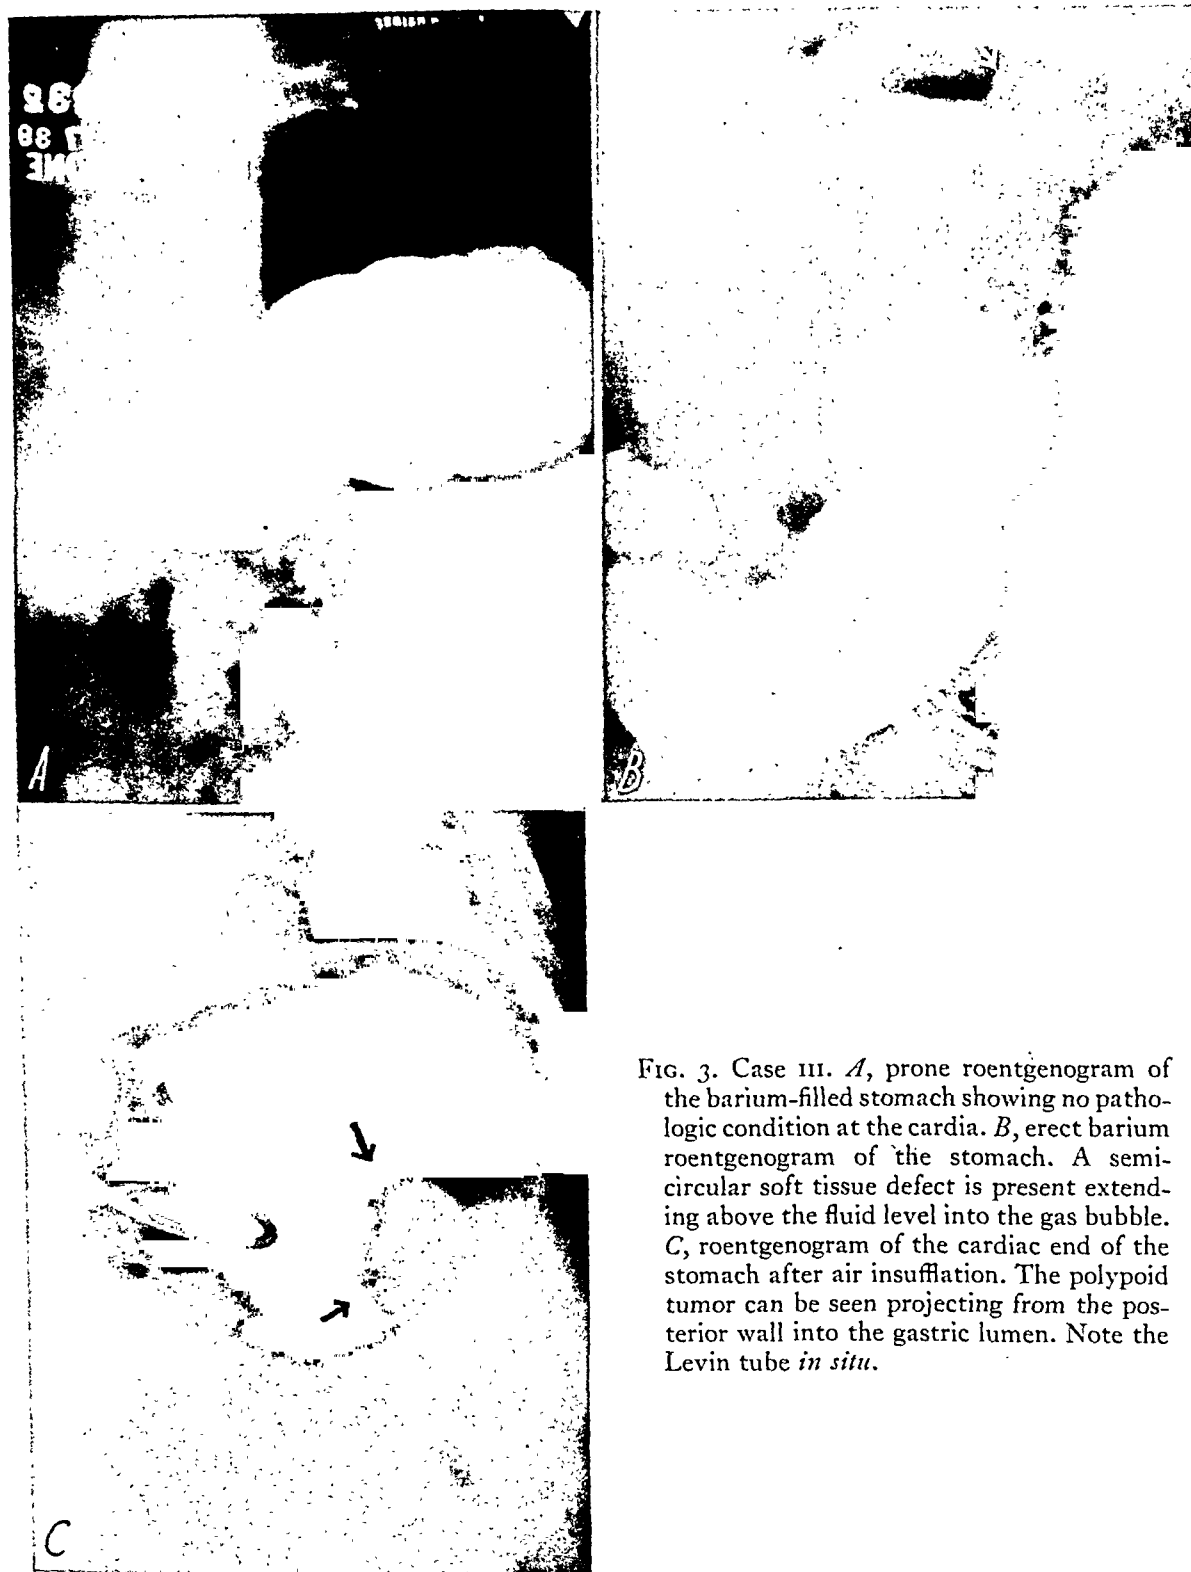 A
B
C
FIG. 3. Case III. A, prone roentgenogram of
the barium-filled stomach showing no patho-
logic condition at the cardia. B, erect barium
roentgenogram of the stomach. A semi-
circular soft tissue defect is present extend-
ing above the fluid level into the gas bubble.
C, roentgenogram of the cardiac end of the
stomach after air insufflation. The polypoid
tumor can be seen projecting from the pos-
terior wall into the gastric lumen. Note the
Levin tube in situ.